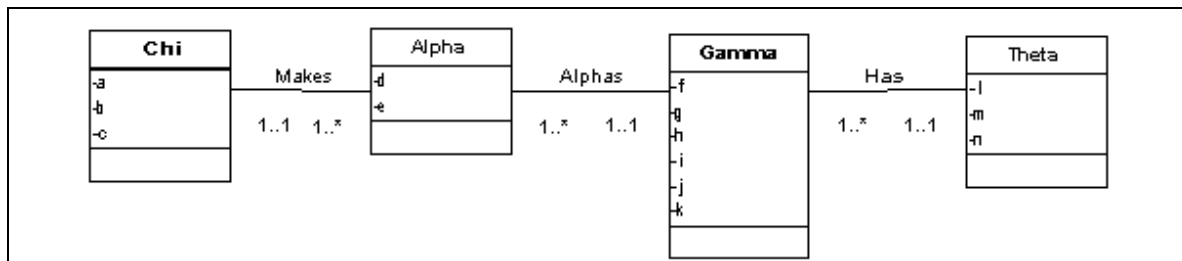 Chi
-a
-b
-c
Makes
1..1 1..*
Alpha
-d
-e
Alphas
1..* 1..1
Gamma
-f
-g
-h
-i
-j
-k
Has
1..* 1..1
Theta
-l
-m
-n